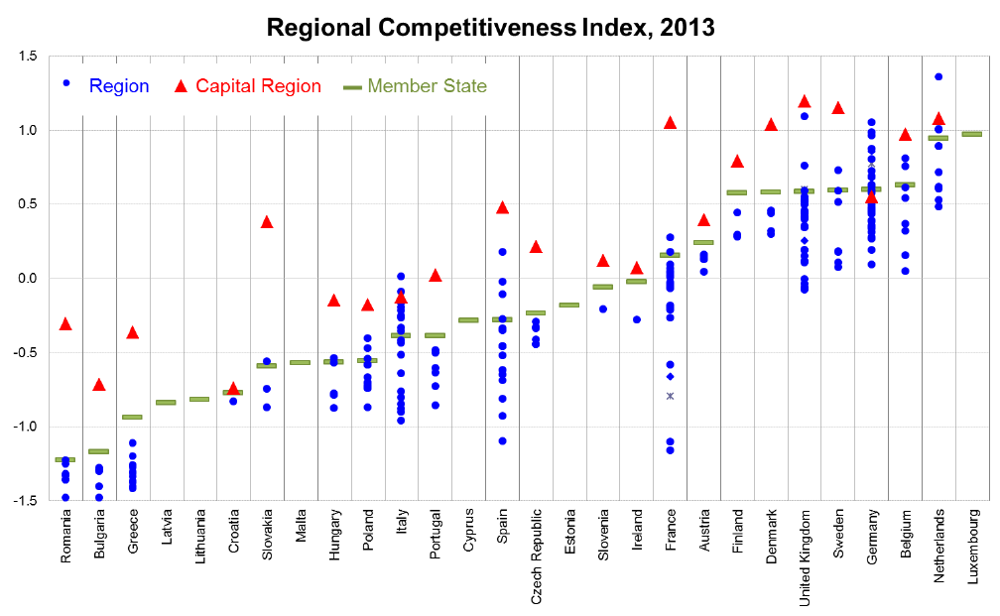 Regional Competitiveness Index, 2013
1.5
Region
Capital Region
Member State
1.0
0.5
0.0
-0.5
-1.0
-1.5
Romania
Bulgaria
Greece
Latvia
Lithuania
Croatia
Slovakia
Malta
Hungary
Poland
Italy
Portugal
Cyprus
Spain
Czech Republic
Estonia
Slovenia
Ireland
France
Austria
Finland
Denmark
United Kingdom
Sweden
Germany
Belgium
Netherlands
Luxembourg